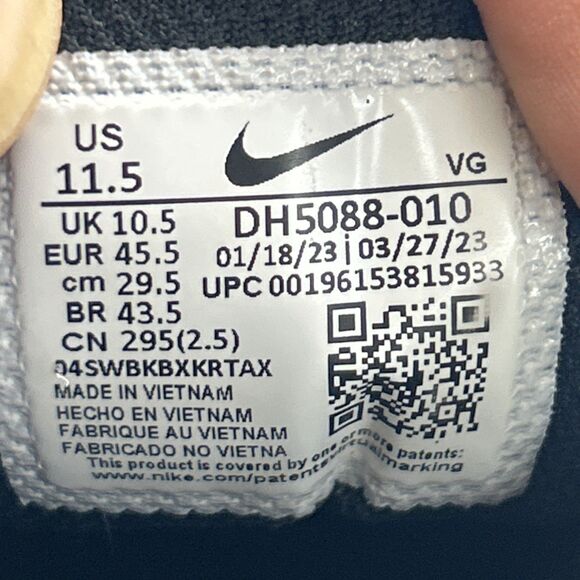 US
11.5
VG
UK 10.5
DH5088-010
EUR 45.5
01/18/23 | 03/27/23
cm 29.5
UPC 00196153815933
BR 43.5
CN 295(2.5)
04SWBKBXKRTAX
MADE IN VIETNAM
HECHO EN VIETNAM
FABRIQUE AU VIETNAM
FABRICADO NO VIETNA
This product is covered by one or more patents:
www.nike.com/patentsvirtualmarking